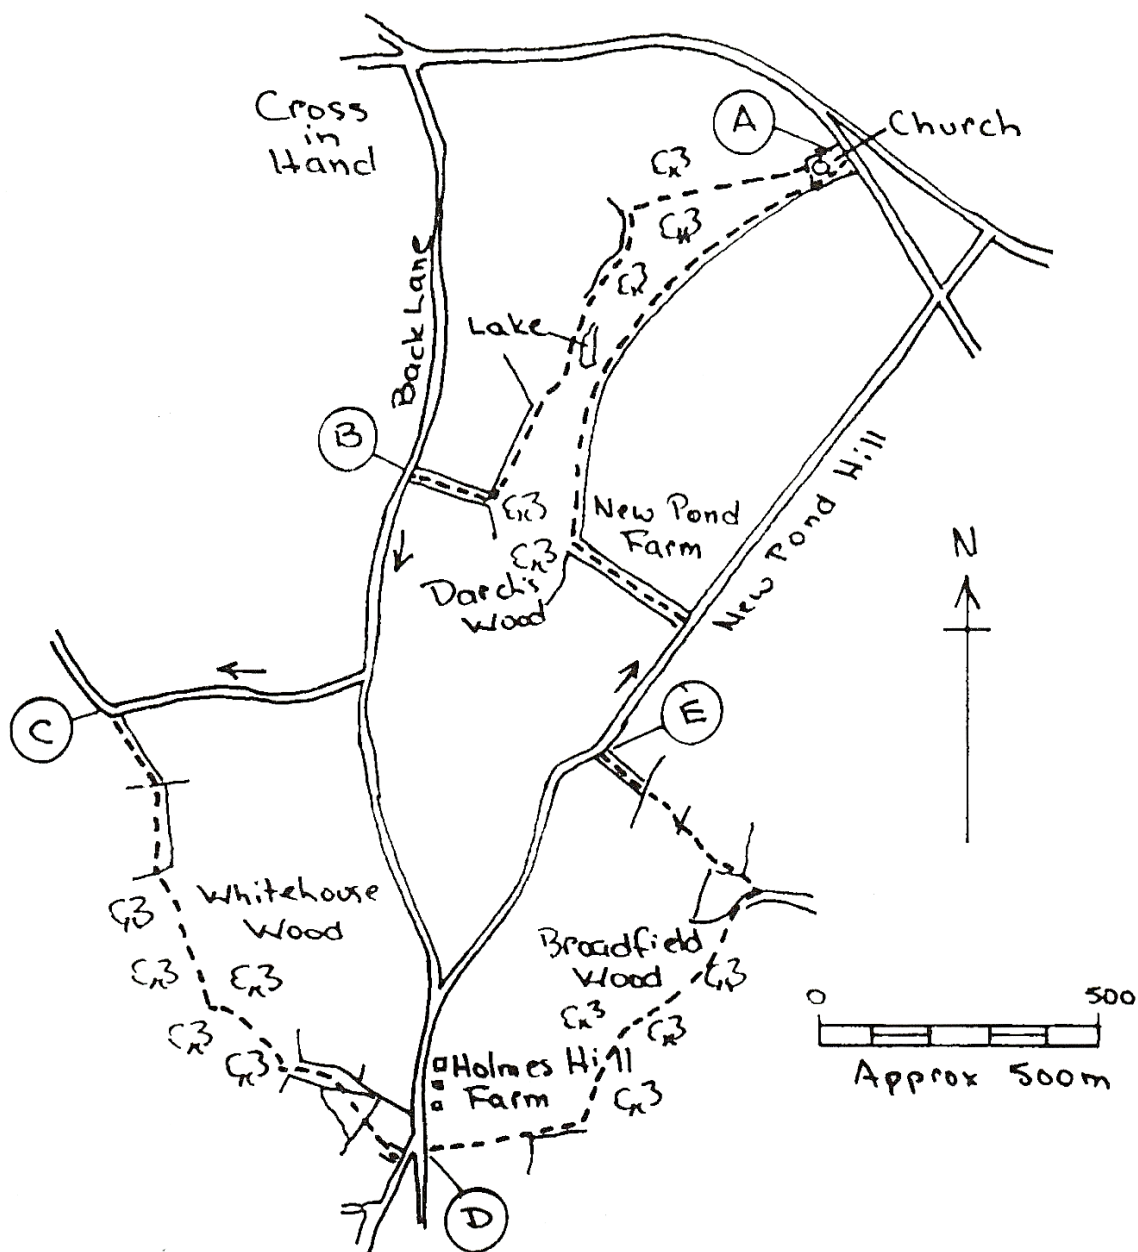 A
Church
Cross
in
Hand
Back Lane
Lake
B
New Pond
Farm
Darch's
Wood
New Pond Hill
N
C
E
Whitehouse
Wood
Broadfield
Wood
0 500
Approx 500m
Holmes Hill
Farm
D